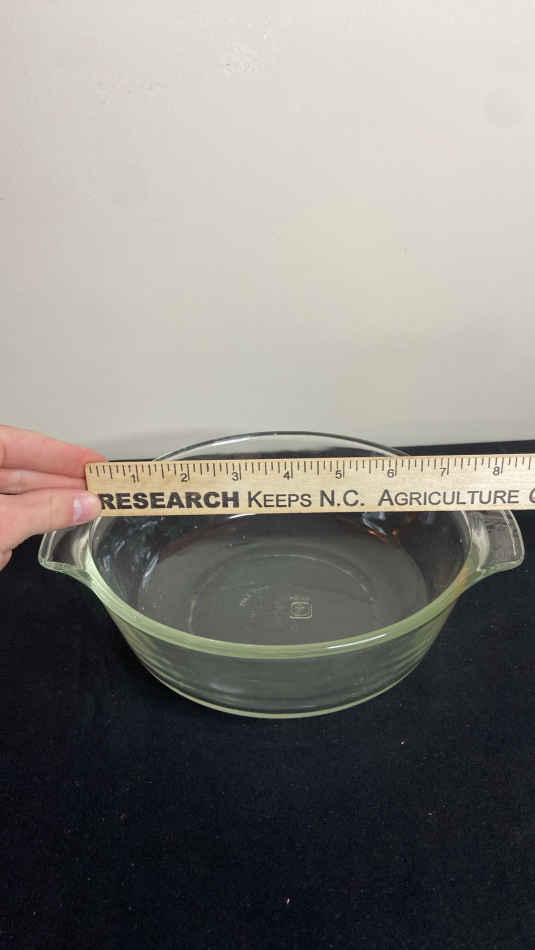 1 2 3 4 5 6 7 8
RESEARCH KEEPS N.C. AGRICULTURE